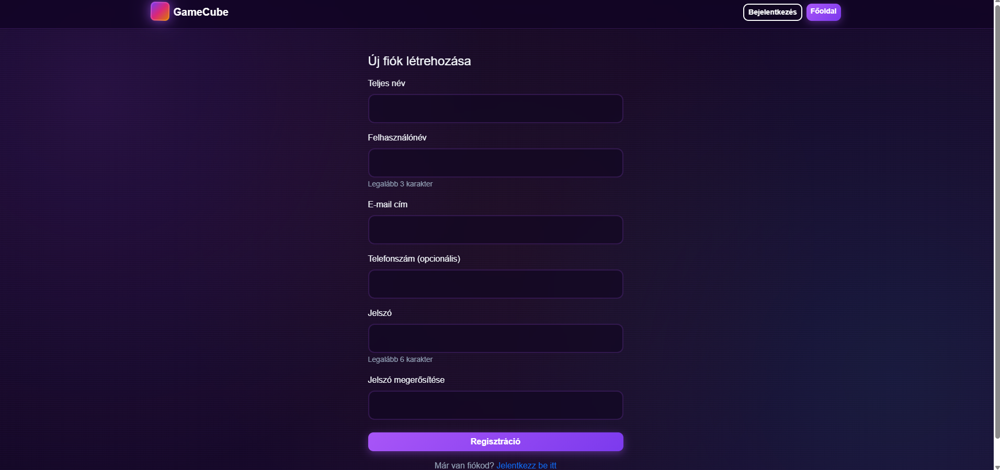 GameCube
Bejelentkezés
Főoldal
Új fiók létrehozása
Teljes név
Felhasználónév
Legalább 3 karakter
E-mail cím
Telefonszám (opcionális)
Jelszó
Legalább 6 karakter
Jelszó megerősítése
Regisztráció
Már van fiókod? Jelentkezz be itt